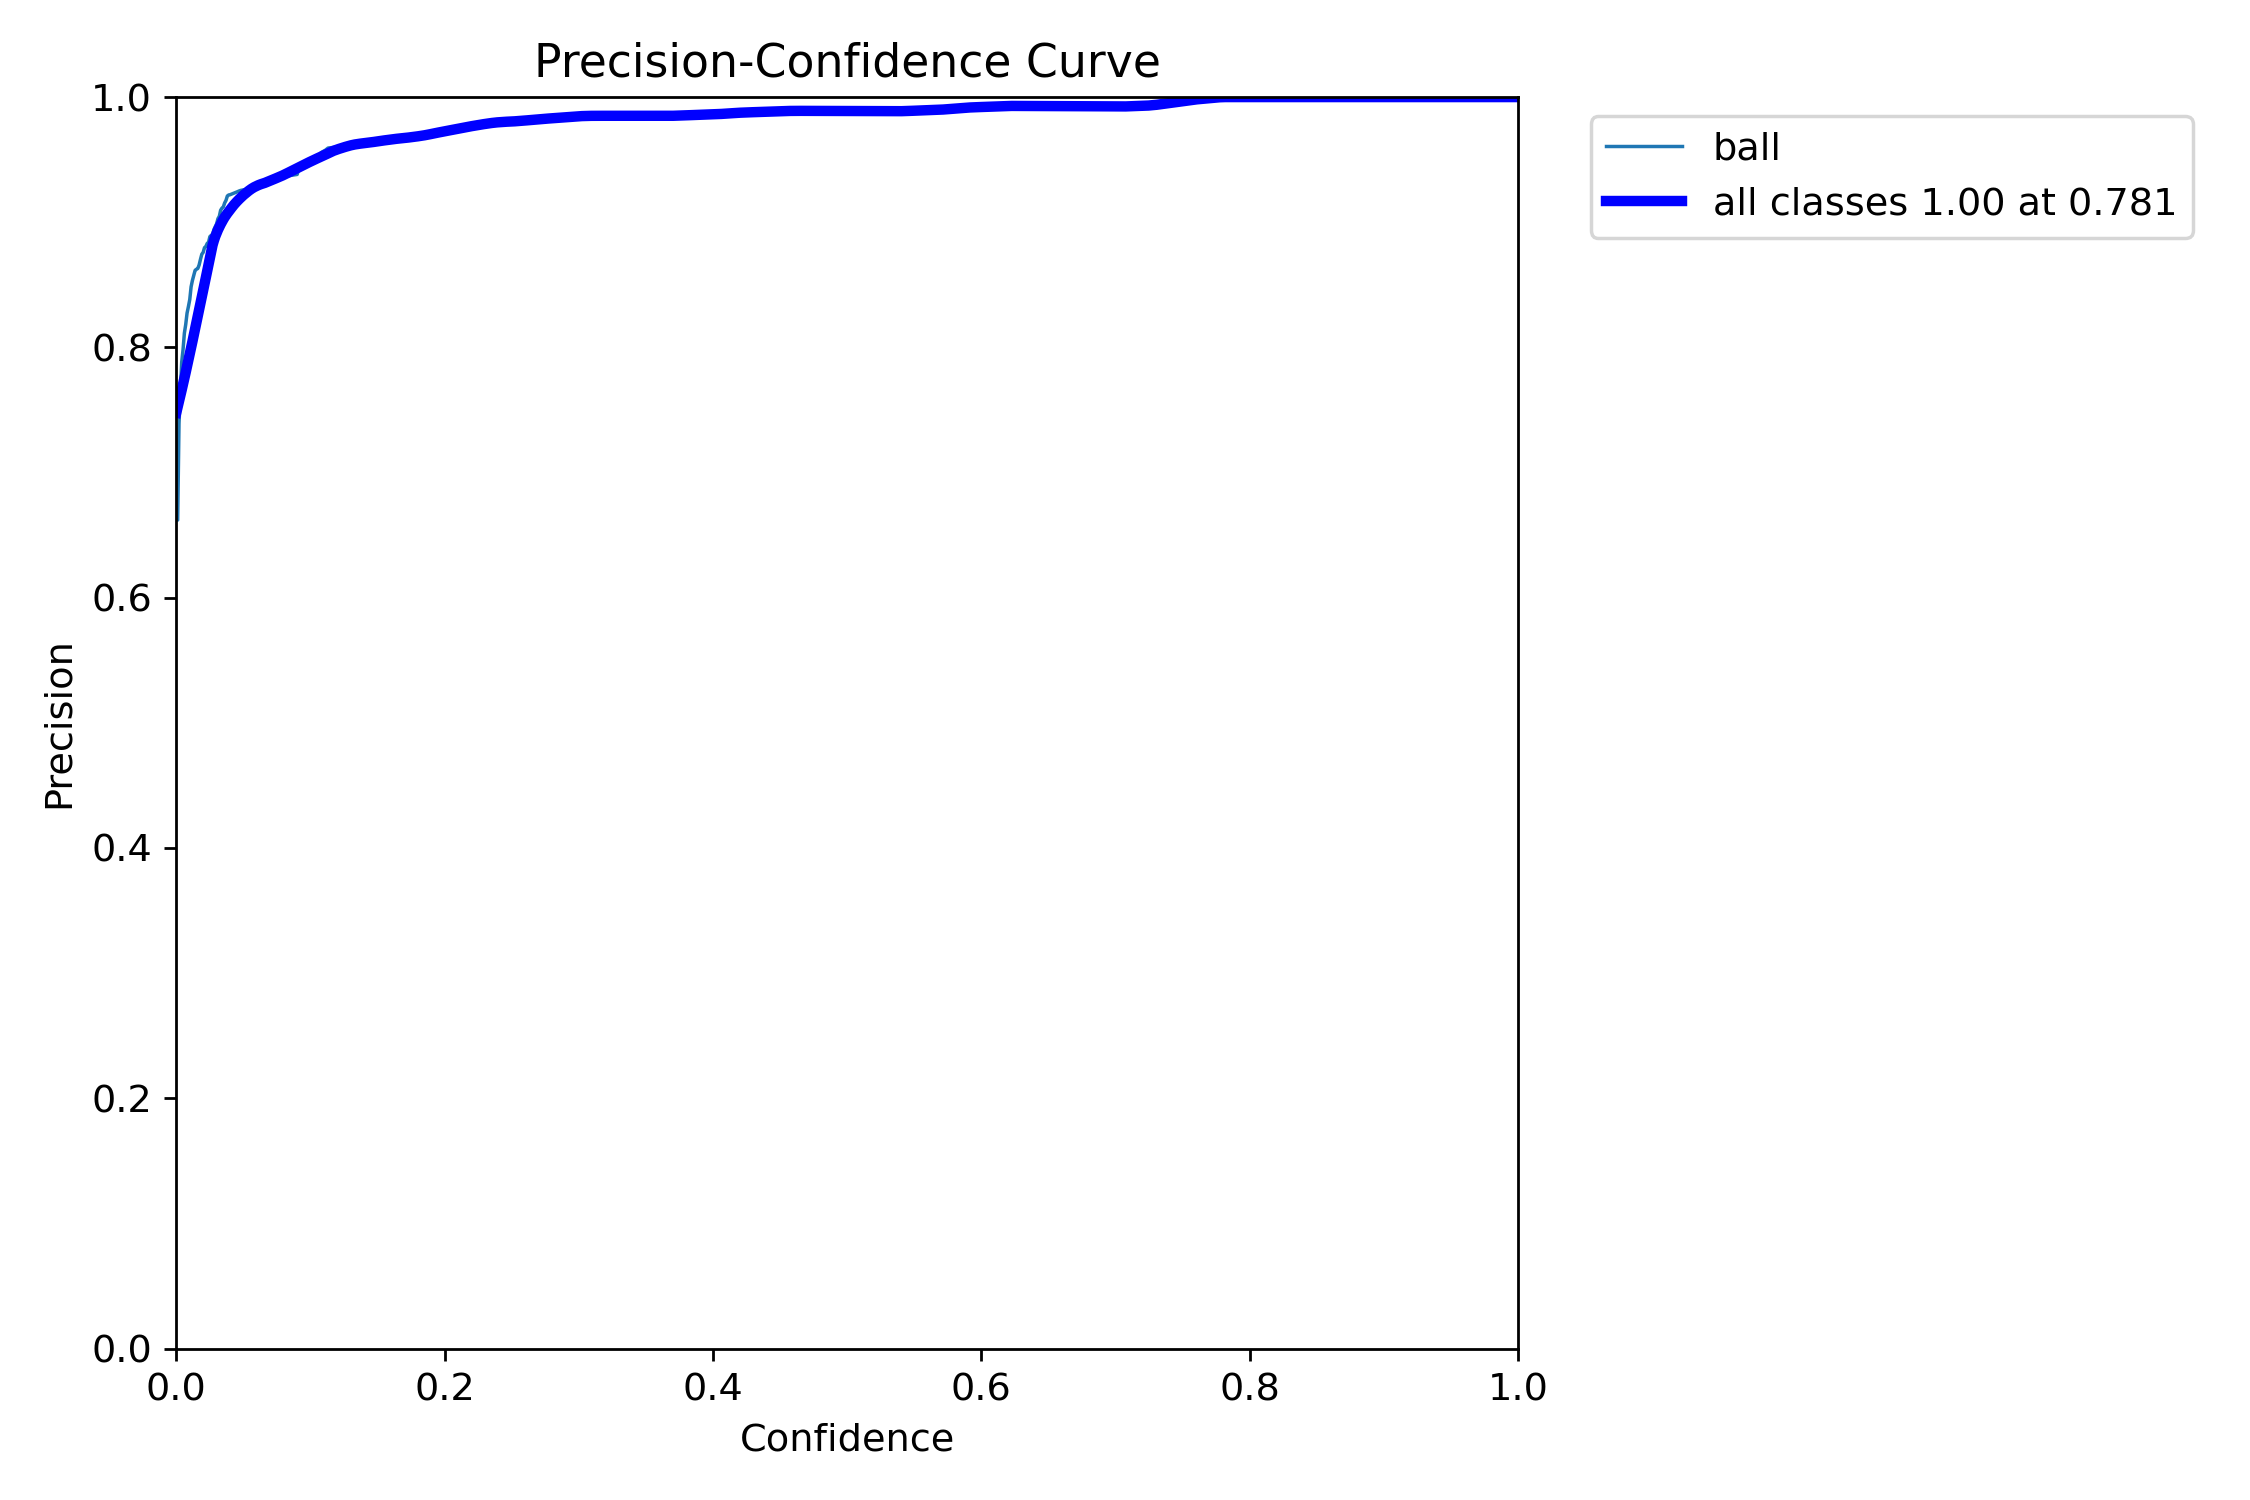 Precision-Confidence Curve
1.0
0.8
0.6
0.4
0.2
0.0
Precision
0.0 0.2 0.4 0.6 0.8 1.0
Confidence
ball
all classes 1.00 at 0.781